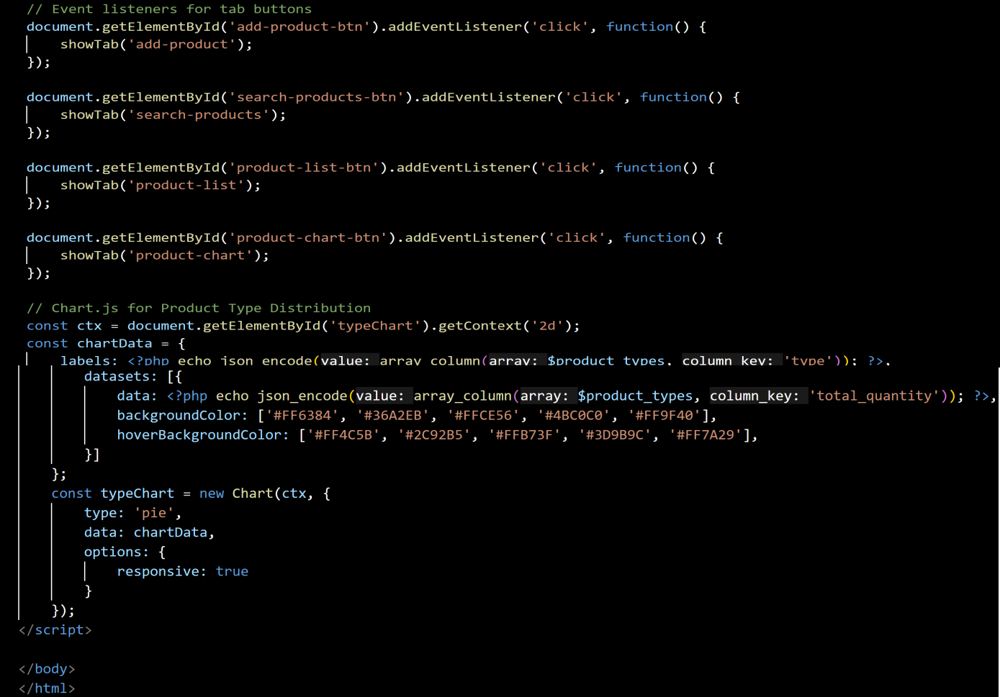 // Event listeners for tab buttons
document.getElementById('add-product-btn').addEventListener('click', function() {
    showTab('add-product');
});

document.getElementById('search-products-btn').addEventListener('click', function() {
    showTab('search-products');
});

document.getElementById('product-list-btn').addEventListener('click', function() {
    showTab('product-list');
});

document.getElementById('product-chart-btn').addEventListener('click', function() {
    showTab('product-chart');
});

// Chart.js for Product Type Distribution
const ctx = document.getElementById('typeChart').getContext('2d');
const chartData = {
    labels: <?php echo json_encode(value: array_column(array: $product_types, column_key: 'type')); ?>,
        datasets: [{
            data: <?php echo json_encode(value: array_column(array: $product_types, column_key: 'total_quantity')); ?>,
            backgroundColor: ['#FF6384', '#36A2EB', '#FFCE56', '#4BC0C0', '#FF9F40'],
            hoverBackgroundColor: ['#FF4C5B', '#2C92B5', '#FFB73F', '#3D9B9C', '#FF7A29'],
        }]
    };
    const typeChart = new Chart(ctx, {
        type: 'pie',
        data: chartData,
        options: {
            responsive: true
        }
    });
</script>

</body>
</html>